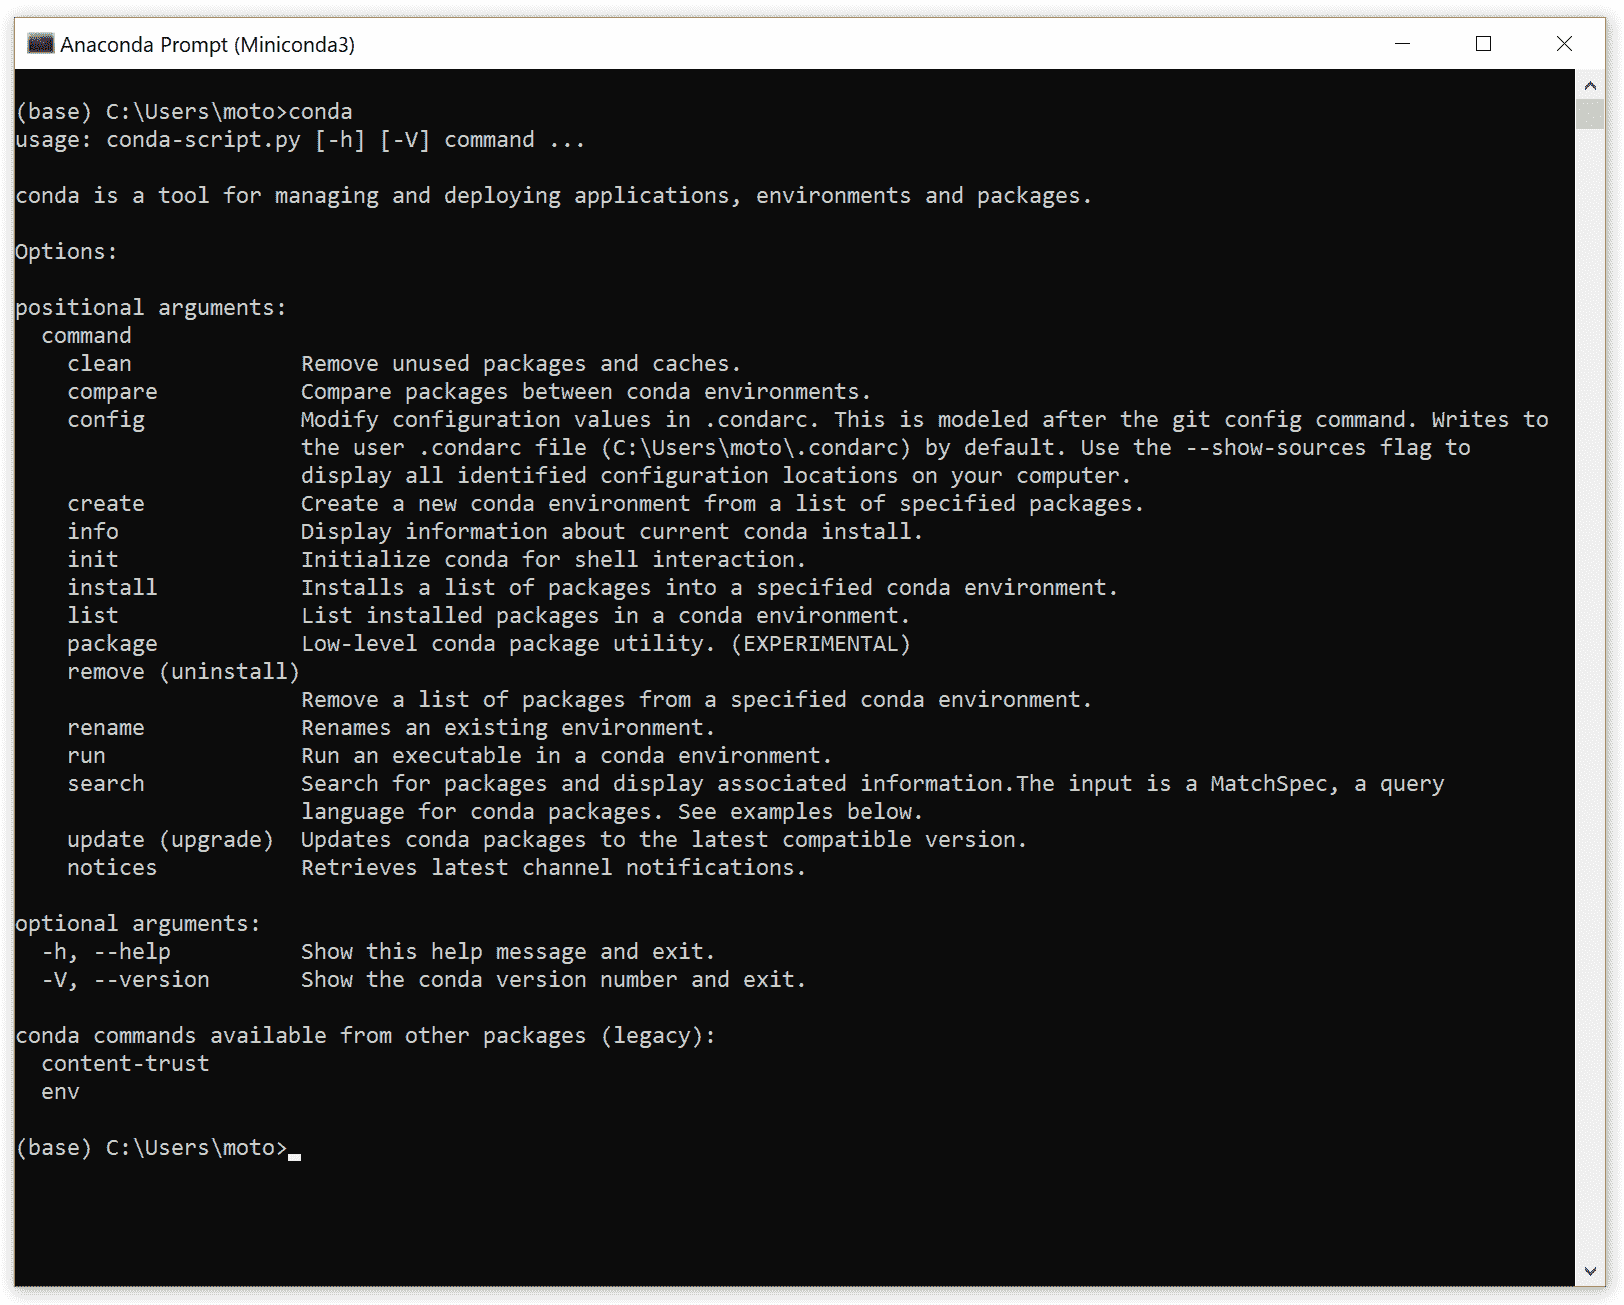 Anaconda Prompt (Miniconda3)
(base) C:\Users\moto>conda
usage: conda-script.py [-h] [-V] command ...
conda is a tool for managing and deploying applications, environments and packages.
Options:
positional arguments:
  command
    clean             Remove unused packages and caches.
    compare           Compare packages between conda environments.
    config            Modify configuration values in .condarc. This is modeled after the git config command. Writes to
                      the user .condarc file (C:\Users\moto\.condarc) by default. Use the --show-sources flag to
                      display all identified configuration locations on your computer.
    create            Create a new conda environment from a list of specified packages.
    info              Display information about current conda install.
    init              Initialize conda for shell interaction.
    install           Installs a list of packages into a specified conda environment.
    list              List installed packages in a conda environment.
    package           Low-level conda package utility. (EXPERIMENTAL)
    remove (uninstall)
                      Remove a list of packages from a specified conda environment.
    rename            Renames an existing environment.
    run               Run an executable in a conda environment.
    search            Search for packages and display associated information.The input is a MatchSpec, a query
                      language for conda packages. See examples below.
    update (upgrade)  Updates conda packages to the latest compatible version.
    notices           Retrieves latest channel notifications.
optional arguments:
  -h, --help          Show this help message and exit.
  -V, --version       Show the conda version number and exit.
conda commands available from other packages (legacy):
  content-trust
  env
(base) C:\Users\moto>